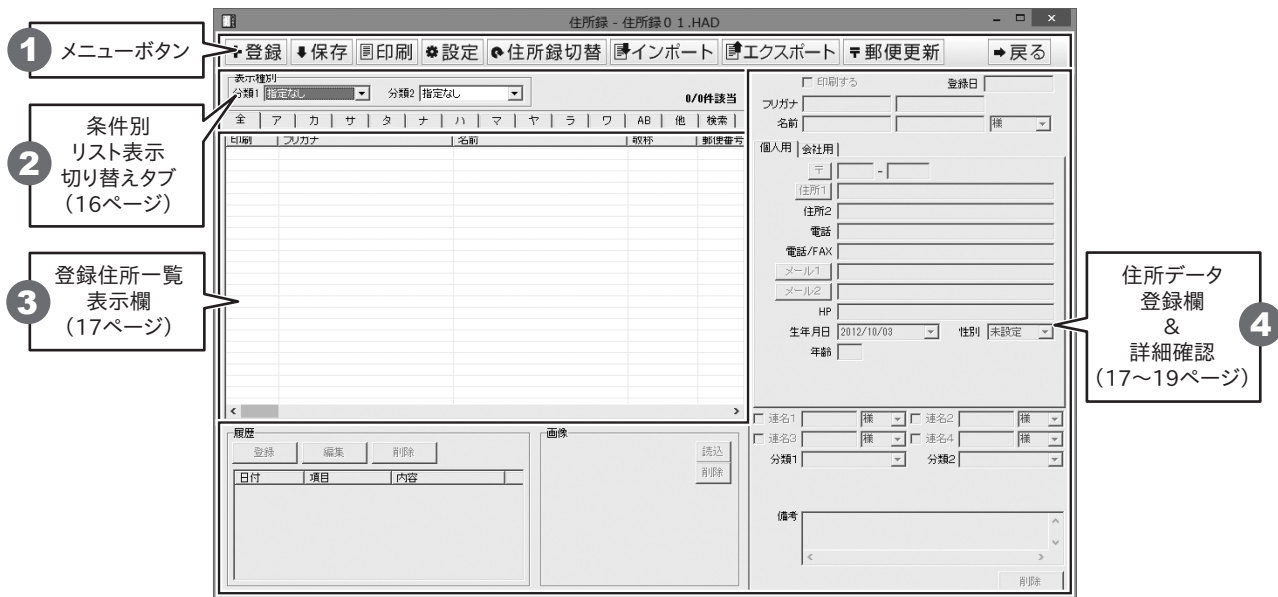 住所録 - 住所録０１.HAD
1 メニューボタン
登録 保存 印刷 設定 住所録切替 インポート エクスポート 〒郵便更新 戻る
表示種別
分類1 指定なし 分類2 指定なし
0/0件該当
全 ア カ サ タ ナ ハ マ ヤ ラ ワ AB 他 検索
印刷 フリガナ 名前 敬称 郵便番号
2 条件別
リスト表示
切り替えタブ
（16ページ）
3 登録住所一覧
表示欄
（17ページ）
印刷する 登録日
フリガナ
名前 様
個人用 会社用
〒 -
住所1
住所2
電話
電話/FAX
メール1
メール2
HP
生年月日 2012/10/03 性別 未設定
年齢
住所データ
登録欄
&
詳細確認
（17～19ページ）
4
連名1 様 連名2 様
連名3 様 連名4 様
分類1 分類2
備考
削除
履歴
登録 編集 削除
日付 項目 内容
画像
読込
削除